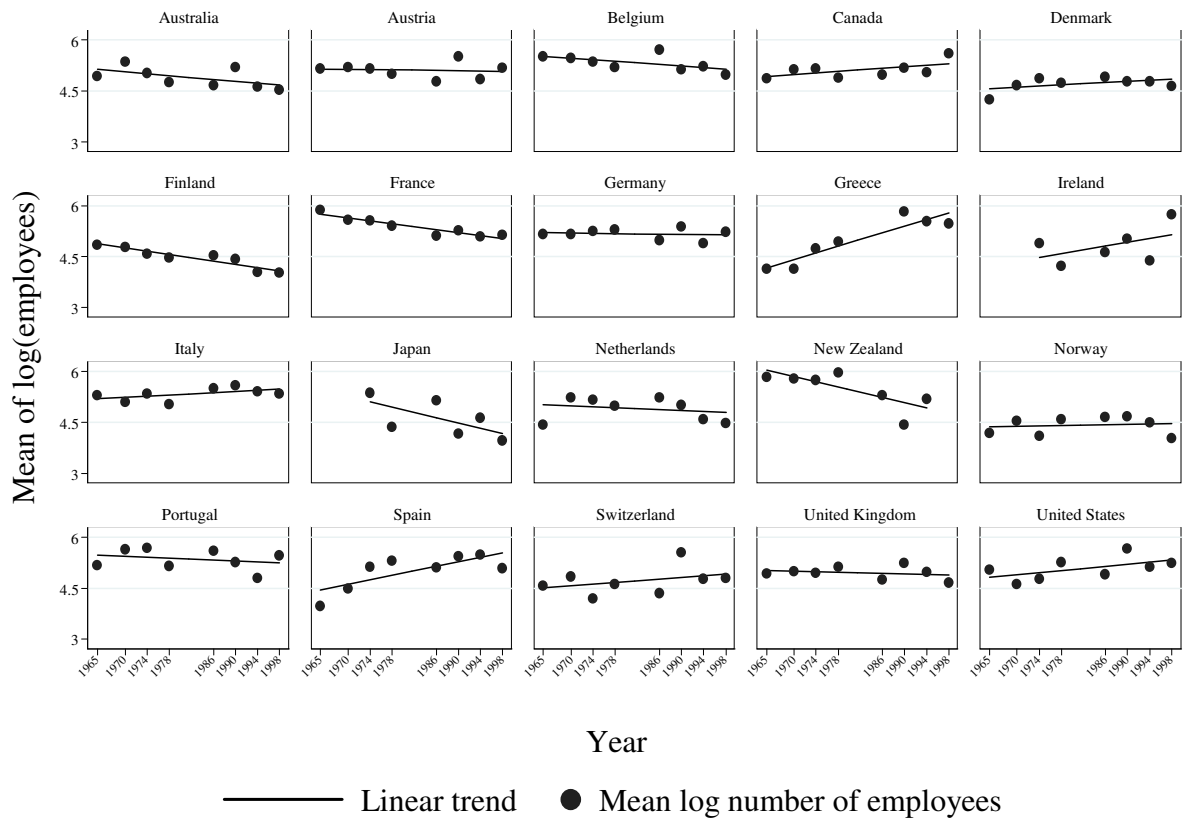 Australia Austria Belgium Canada Denmark
6
4.5
3
Finland France Germany Greece Ireland
6
4.5
3
Italy Japan Netherlands New Zealand Norway
6
4.5
3
Portugal Spain Switzerland United Kingdom United States
6
4.5
3
1965 1970 1974 1978 1986 1990 1994 1998 1965 1970 1974 1978 1986 1990 1994 1998 1965 1970 1974 1978 1986 1990 1994 1998 1965 1970 1974 1978 1986 1990 1994 1998 1965 1970 1974 1978 1986 1990 1994 1998
Mean of log(employees)
Year
Linear trend Mean log number of employees